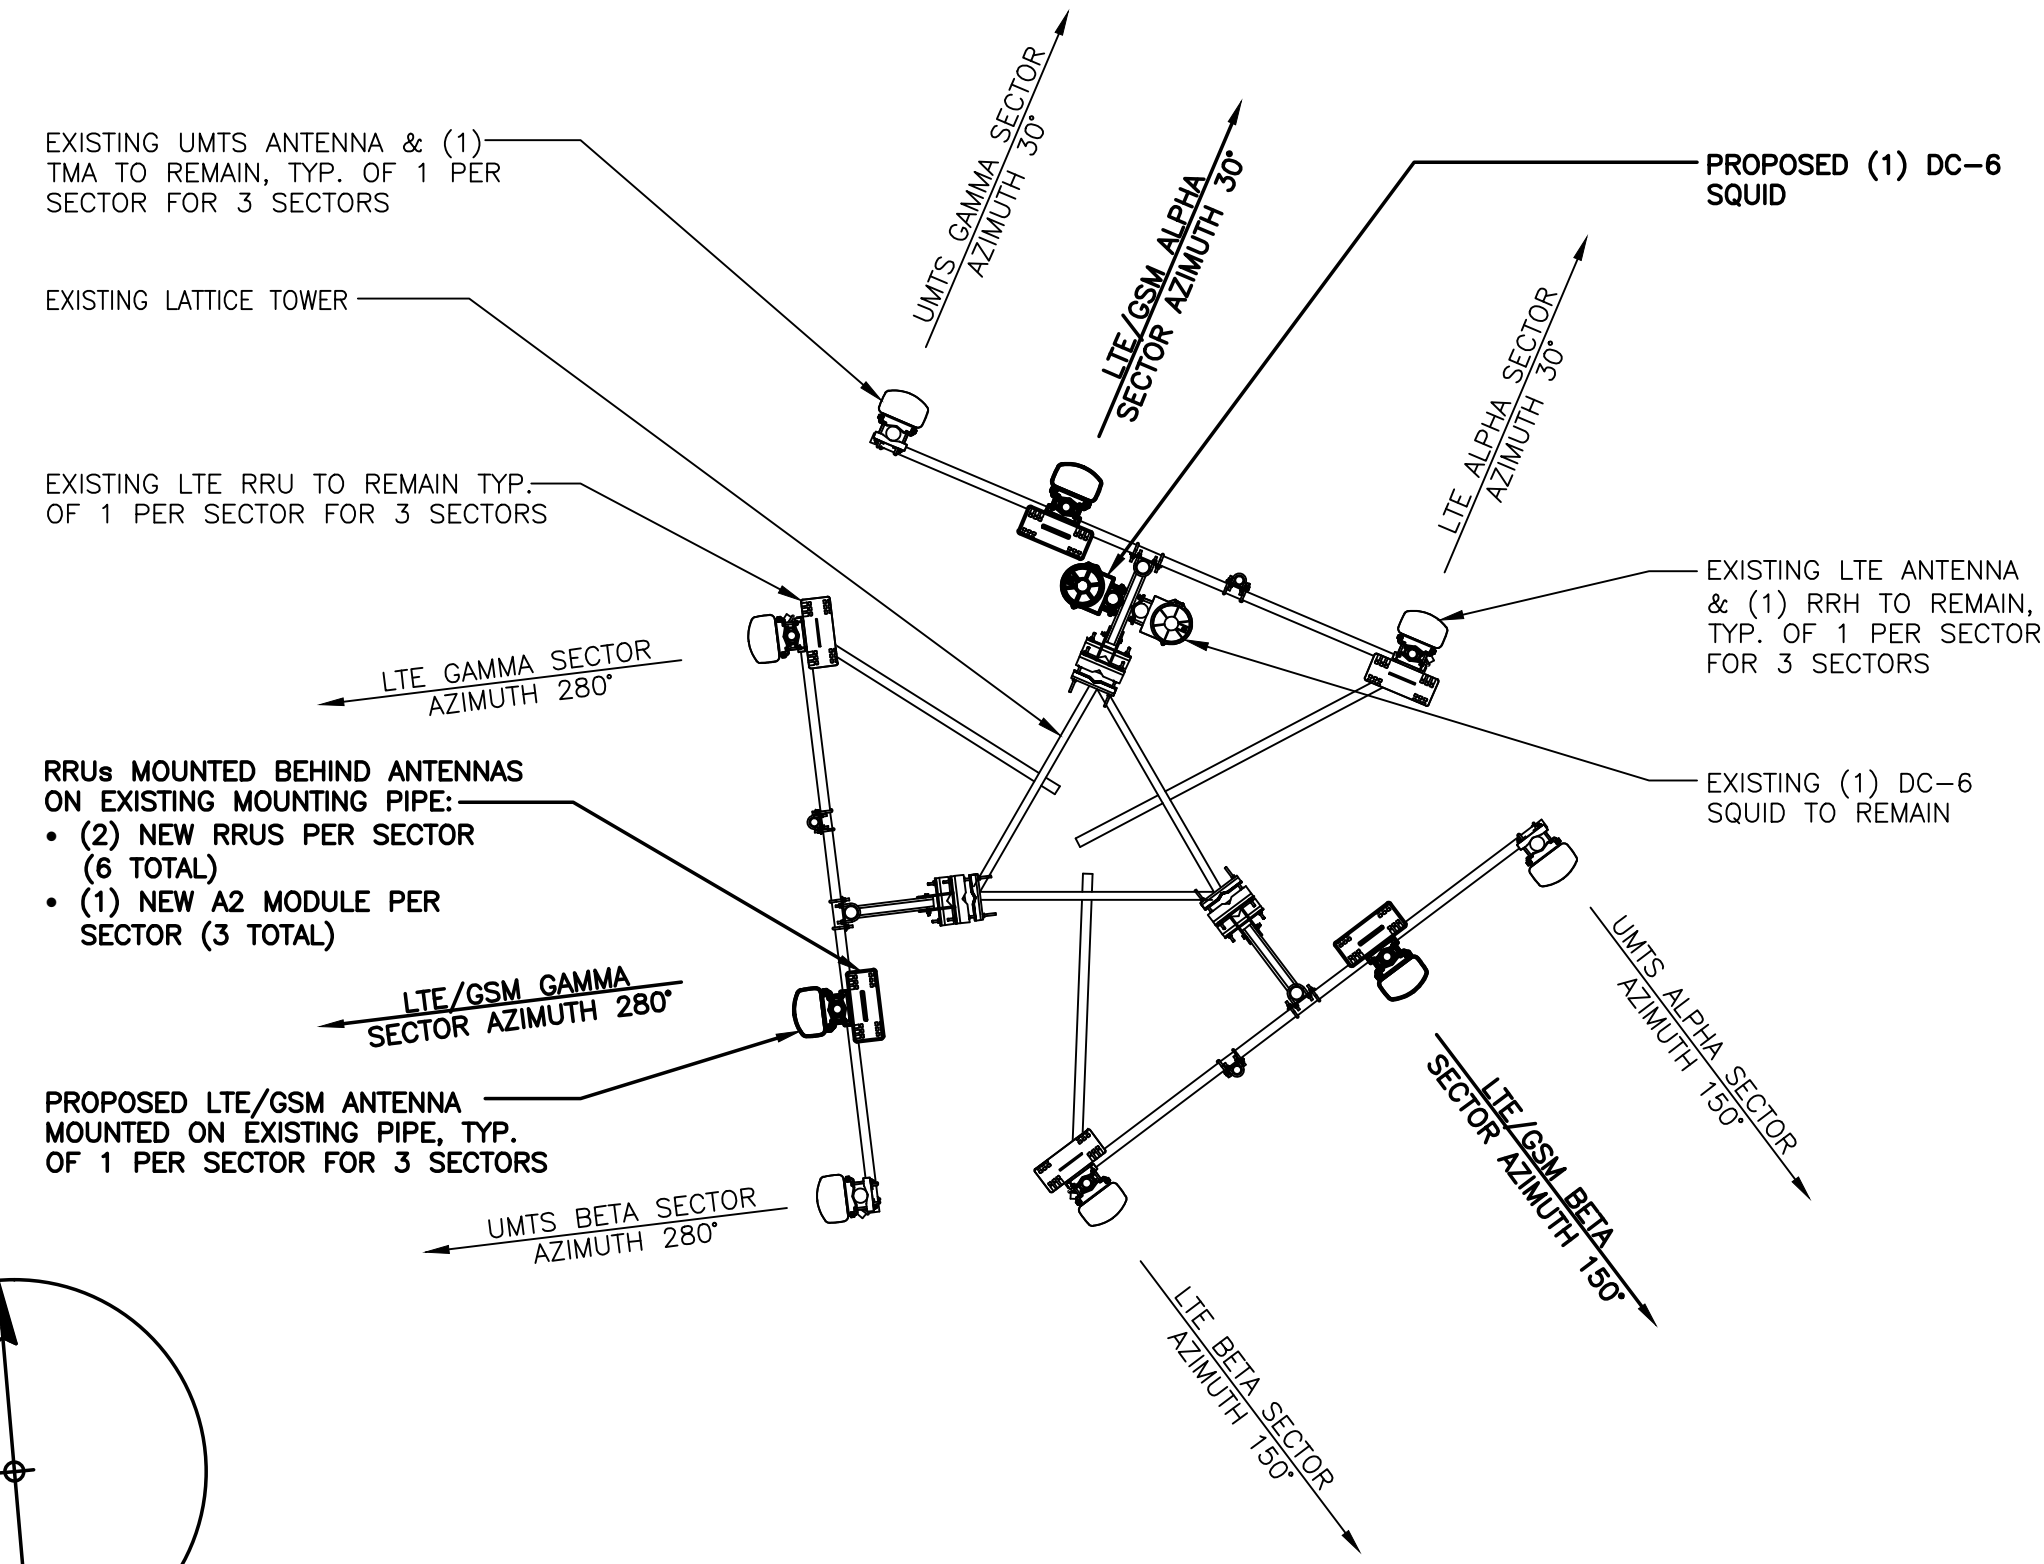 EXISTING UMTS ANTENNA & (1)
TMA TO REMAIN, TYP. OF 1 PER
SECTOR FOR 3 SECTORS
EXISTING LATTICE TOWER
EXISTING LTE RRU TO REMAIN TYP.
OF 1 PER SECTOR FOR 3 SECTORS
LTE GAMMA SECTOR
AZIMUTH 280°
RRUs MOUNTED BEHIND ANTENNAS
ON EXISTING MOUNTING PIPE:
• (2) NEW RRUS PER SECTOR
(6 TOTAL)
• (1) NEW A2 MODULE PER
SECTOR (3 TOTAL)
LTE/GSM GAMMA
SECTOR AZIMUTH 280°
PROPOSED LTE/GSM ANTENNA
MOUNTED ON EXISTING PIPE, TYP.
OF 1 PER SECTOR FOR 3 SECTORS
UMTS BETA SECTOR
AZIMUTH 280°
UMTS GAMMA SECTOR
AZIMUTH 30°
LTE/GSM ALPHA
SECTOR AZIMUTH 30°
PROPOSED (1) DC-6
SQUID
LTE ALPHA SECTOR
AZIMUTH 30°
EXISTING LTE ANTENNA
& (1) RRH TO REMAIN,
TYP. OF 1 PER SECTOR
FOR 3 SECTORS
EXISTING (1) DC-6
SQUID TO REMAIN
UMTS ALPHA SECTOR
AZIMUTH 150°
LTE/GSM BETA
SECTOR AZIMUTH 150°
LTE BETA SECTOR
AZIMUTH 150°